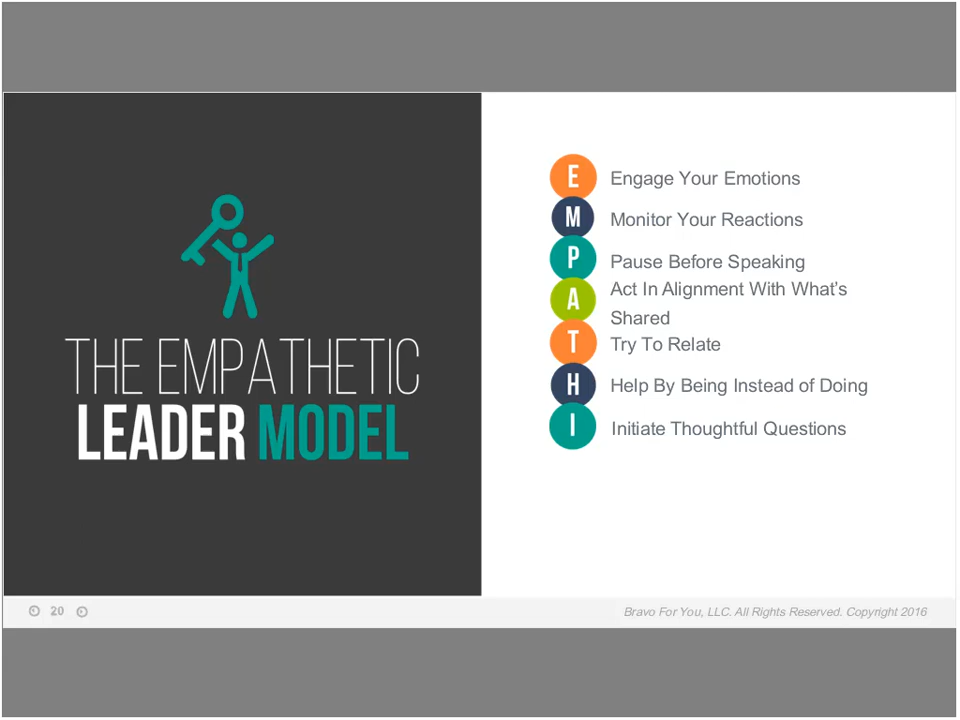 THE EMPATHETIC
LEADER MODEL
E Engage Your Emotions
M Monitor Your Reactions
P Pause Before Speaking
A Act In Alignment With What's
Shared
T Try To Relate
H Help By Being Instead of Doing
I Initiate Thoughtful Questions
20
Bravo For You, LLC. All Rights Reserved. Copyright 2016